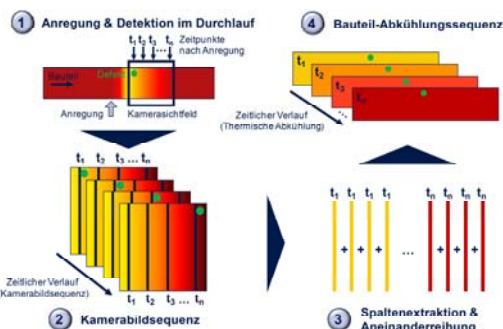 1 Anregung & Detektion im Durchlauf
Zeitpunkte
nach Anregung
t1 t2 t3 ... tn
Bauteil
Defekt
Anregung
Kamerasichtfeld
t1 t2 t3 ... tn
Zeitlicher Verlauf
(Kamerabildsequenz)
t1 t2 t3 ... tn
2 Kamerabildsequenz
4 Bauteil-Abkühlungssequenz
t1
t2
t3
...
tn
Zeitlicher Verlauf
(Thermische Abkühlung)
t1 t1 t1 t1 tn tn tn tn
+ + + ... + + +
3 Spaltenextraktion &
Aneinanderreihung